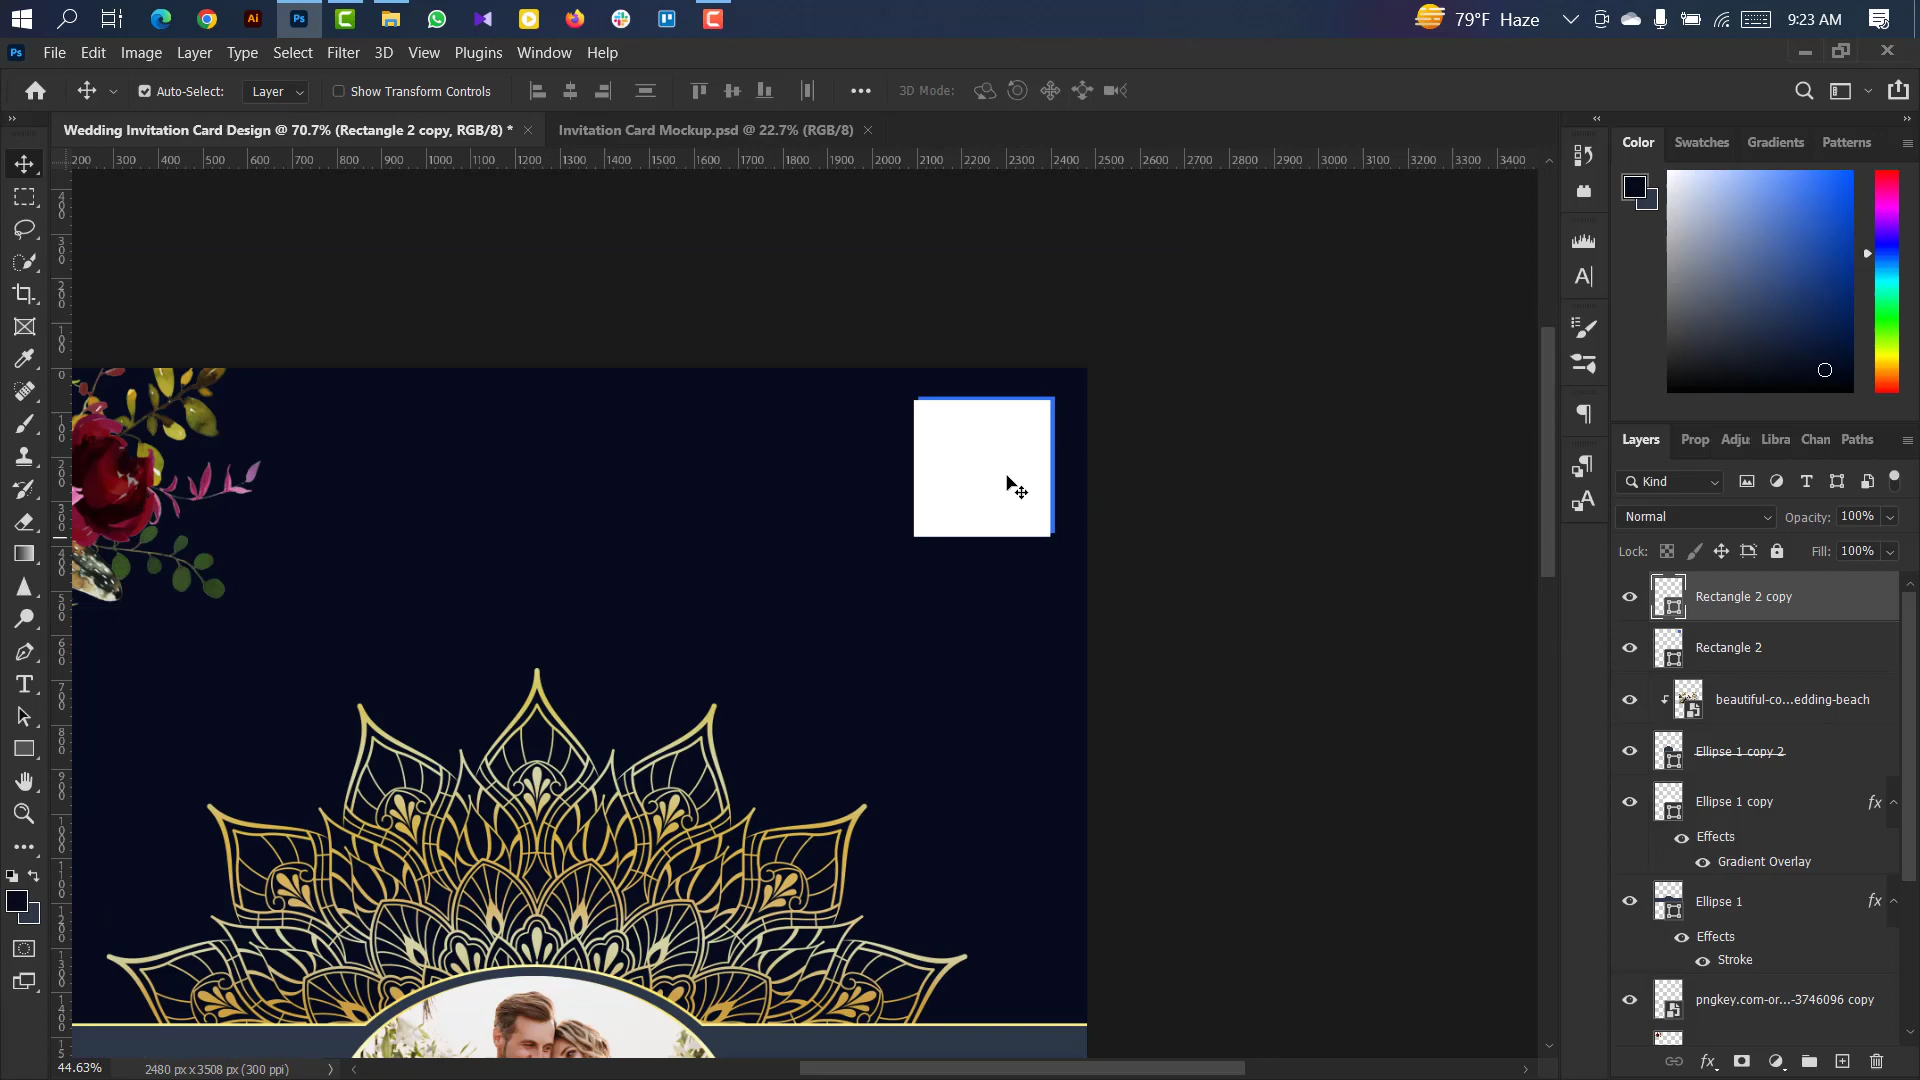 79°F Haze
9:23 AM
Ps
File Edit Image Layer Type Select Filter 3D View Plugins Window Help
Auto-Select: Layer Show Transform Controls 3D Mode:
Wedding Invitation Card Design @ 70.7% (Rectangle 2 copy, RGB/8) * Invitation Card Mockup.psd @ 22.7% (RGB/8)
200 300 400 500 600 700 800 900 1000 1100 1200 1300 1400 1500 1600 1700 1800 1900 2000 2100 2200 2300 2400 2500 2600 2700 2800 2900 3000 3100 3200 3300 3400
Color Swatches Gradients Patterns
Layers Prop Adju Libra Chan Paths
Kind
Normal Opacity: 100%
Lock: Fill: 100%
Rectangle 2 copy
Rectangle 2
beautiful-co...edding-beach
Ellipse 1 copy 2
Ellipse 1 copy fx
Effects
Gradient Overlay
Ellipse 1 fx
Effects
Stroke
pngkey.com-or...-3746096 copy
44.63% 2480 px x 3508 px (300 ppi)